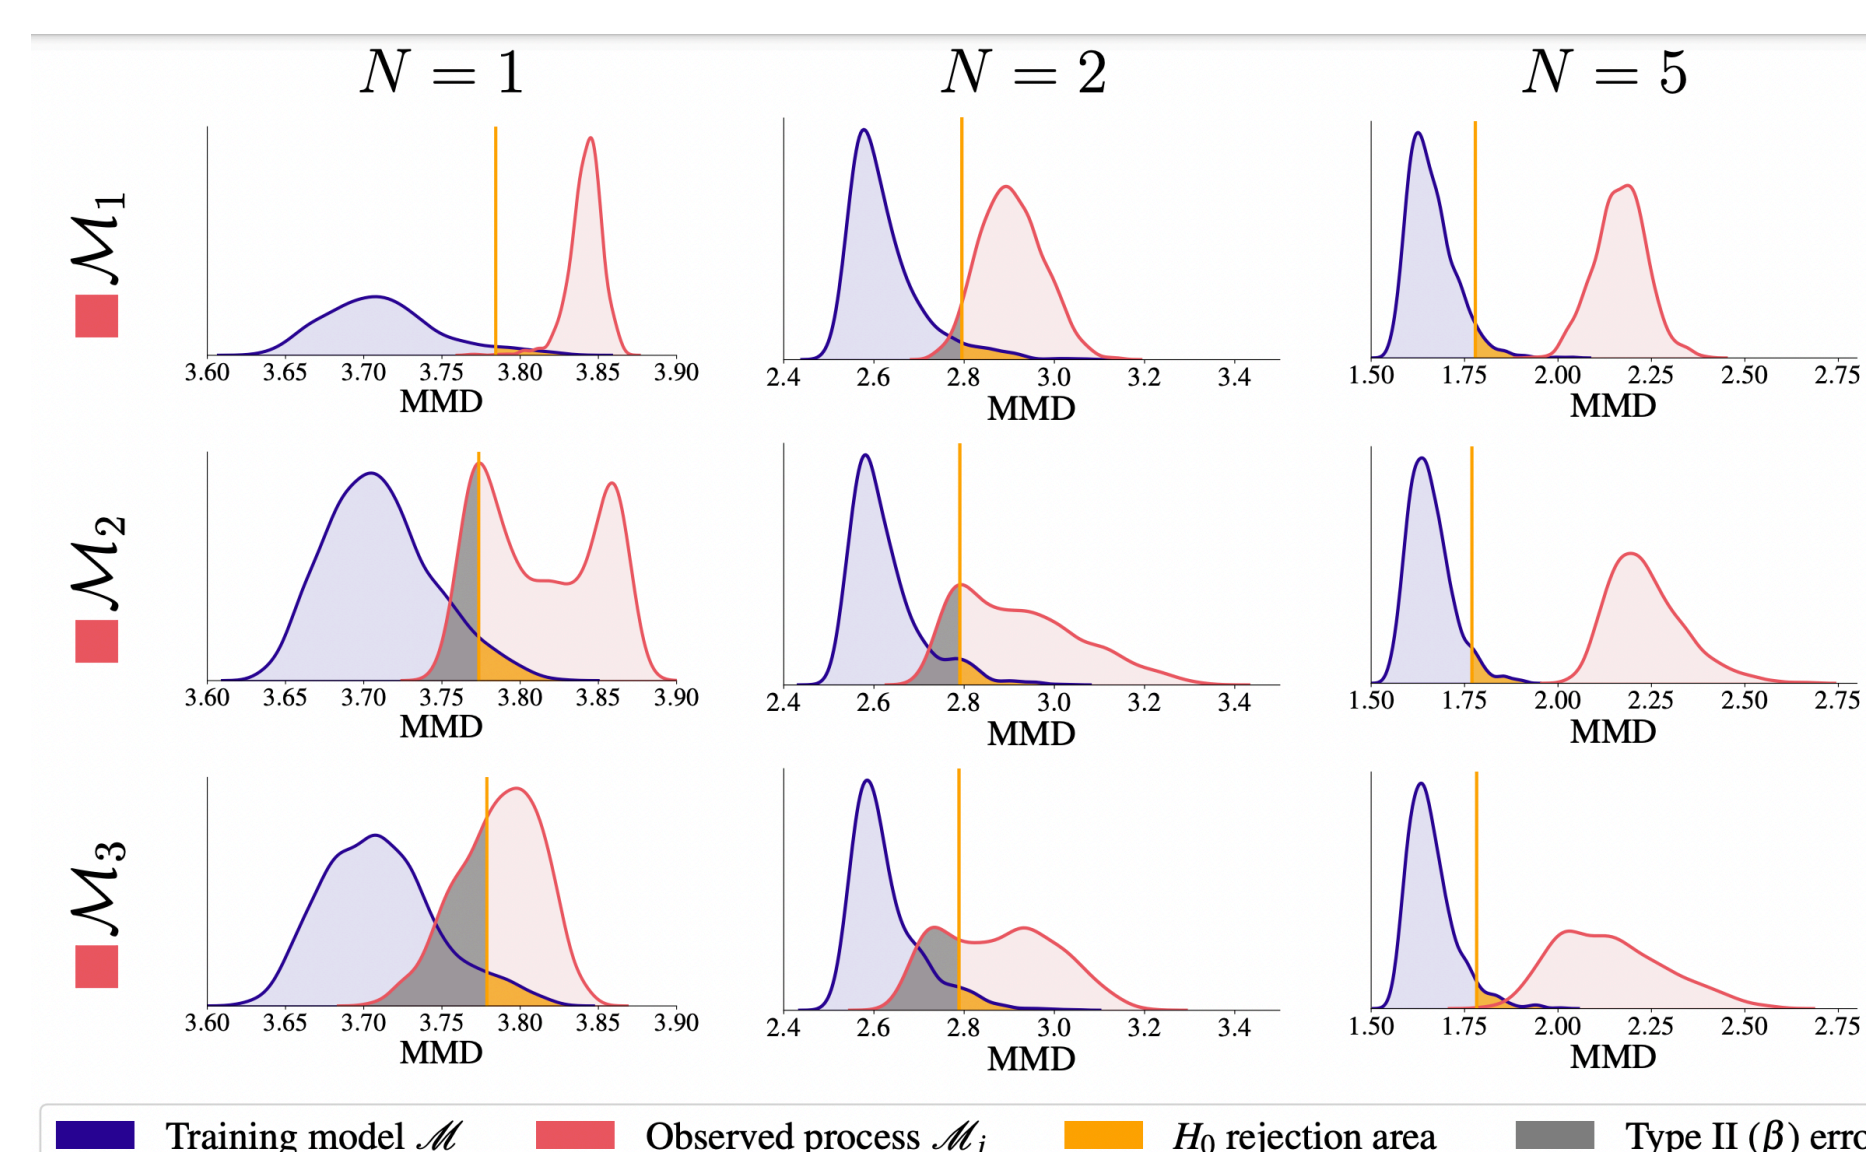 N = 1 N = 2 N = 5
ℳ1
3.60 3.65 3.70 3.75 3.80 3.85 3.90
MMD
2.4 2.6 2.8 3.0 3.2 3.4
MMD
1.50 1.75 2.00 2.25 2.50 2.75
MMD
ℳ2
3.60 3.65 3.70 3.75 3.80 3.85 3.90
MMD
2.4 2.6 2.8 3.0 3.2 3.4
MMD
1.50 1.75 2.00 2.25 2.50 2.75
MMD
ℳ3
3.60 3.65 3.70 3.75 3.80 3.85 3.90
MMD
2.4 2.6 2.8 3.0 3.2 3.4
MMD
1.50 1.75 2.00 2.25 2.50 2.75
MMD
Training model ℳ Observed process ℳj H0 rejection area Type II (β) erro